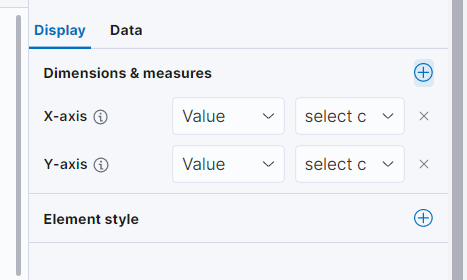 Display Data
Dimensions & measures
X-axis Value select c
Y-axis Value select c
Element style